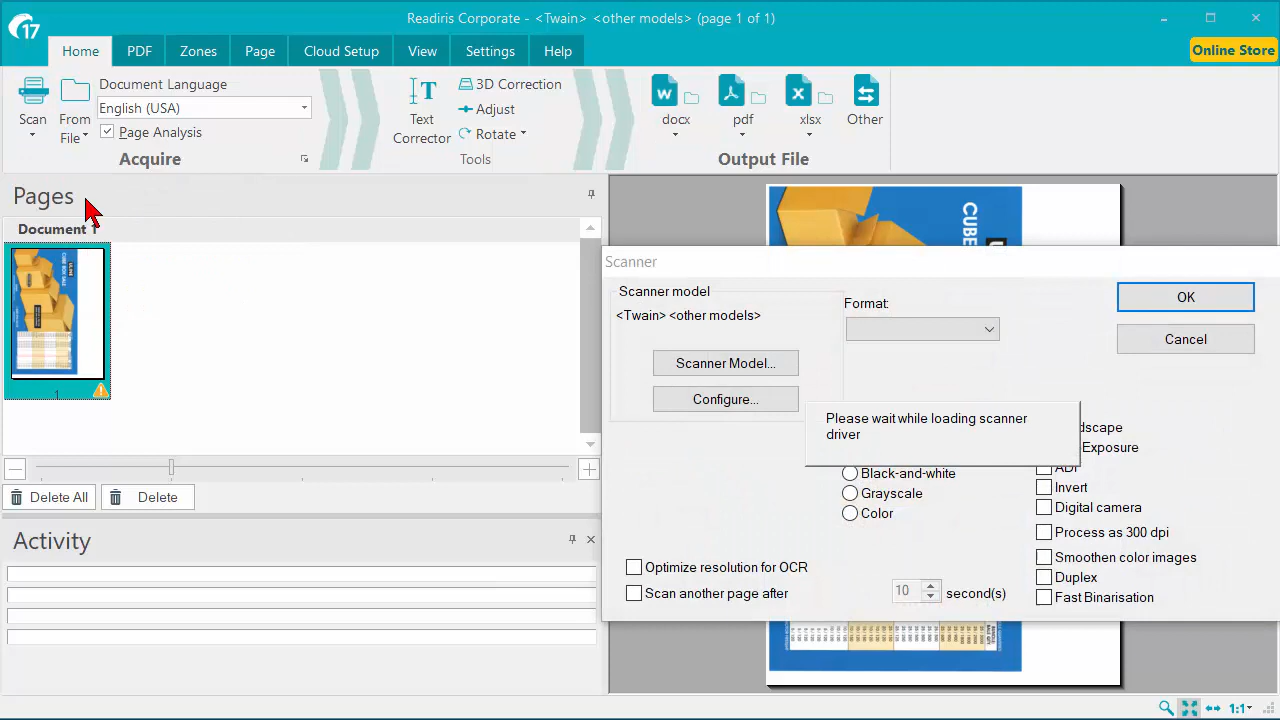 17
Readiris Corporate - <Twain> <other models> (page 1 of 1)
Home PDF Zones Page Cloud Setup View Settings Help
Online Store
Scan
From File
Document Language
English (USA)
Page Analysis
Acquire
Text Corrector
3D Correction
Adjust
Rotate
Tools
docx pdf xlsx Other
Output File
Pages
Document 1
1
Delete All Delete
Activity
CUBE
Scanner
Scanner model
<Twain> <other models>
Scanner Model...
Configure...
Format:
OK
Cancel
Please wait while loading scanner
driver
dscape
Exposure
ADF
Black-and-white
Grayscale
Color
Invert
Digital camera
Process as 300 dpi
Smoothen color images
Duplex
Fast Binarisation
Optimize resolution for OCR
Scan another page after 10 second(s)
1:1